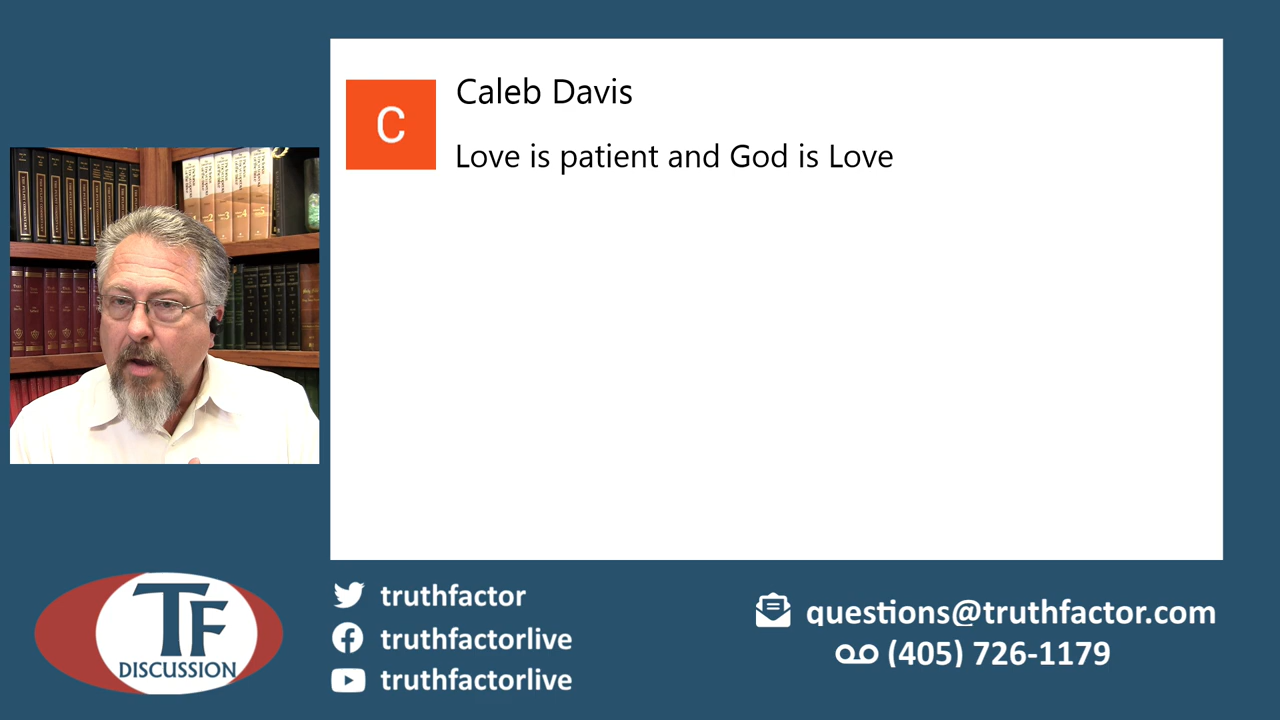 C
Caleb Davis
Love is patient and God is Love
TF
DISCUSSION
truthfactor
truthfactorlive
truthfactorlive
questions@truthfactor.com
(405) 726-1179